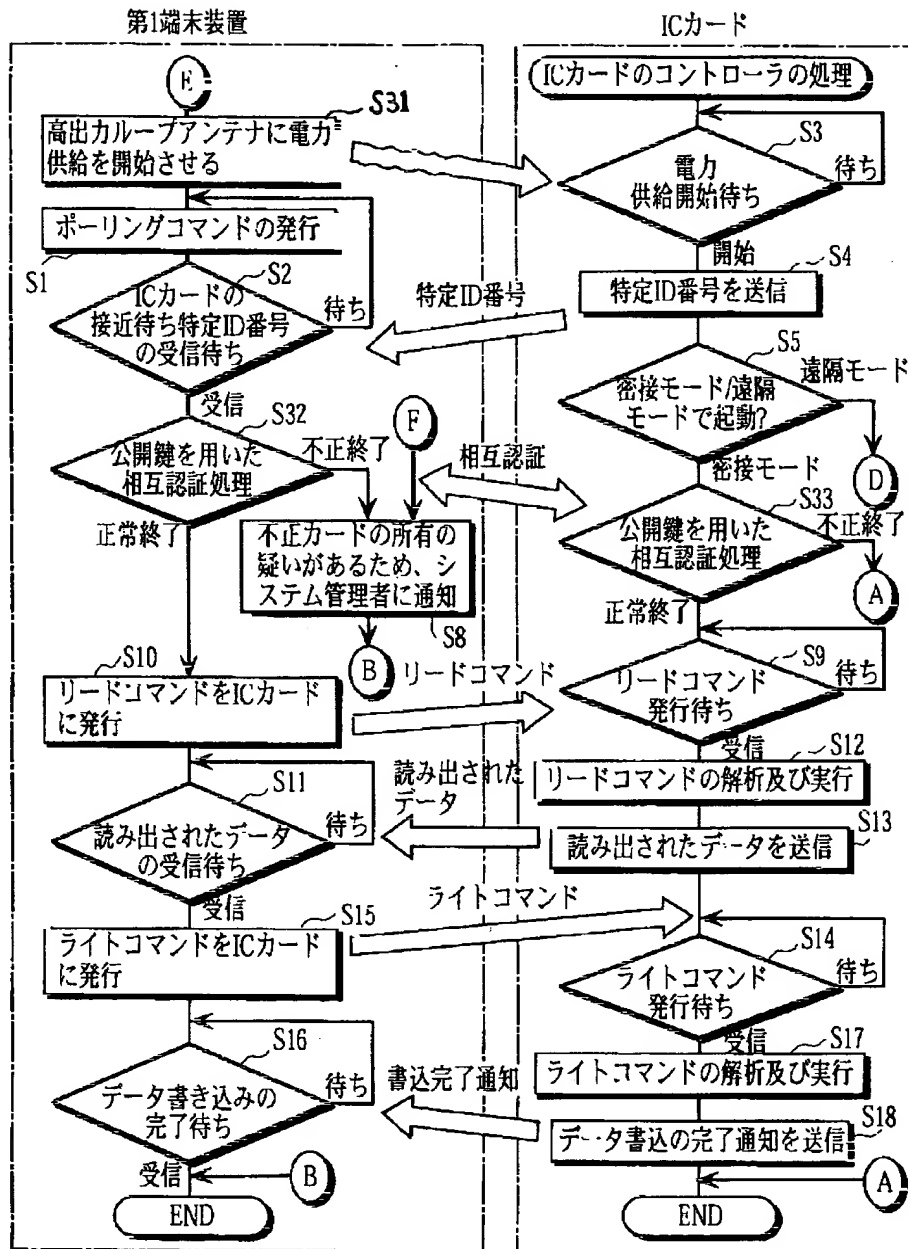 第1端末装置
E
S31
高出力ループアンテナに電力
供給を開始させる
ポーリングコマンドの発行
S1
S2
ICカードの
接近待ち特定ID番号
の受信待ち
待ち
受信
S32
公開鍵を用いた
相互認証処理
不正終了
正常終了
F
不正カードの所有の
疑いがあるため、シ
ステム管理者に通知
S8
B
S10
リードコマンドをICカード
に発行
S11
読み出されたデータ
の受信待ち
待ち
受信
S15
ライトコマンドをICカード
に発行
S16
データ書き込みの
完了待ち
待ち
受信
B
END
特定ID番号
相互認証
リードコマンド
読み出された
データ
ライトコマンド
書込完了通知
ICカード
ICカードのコントローラの処理
S3
電力
供給開始待ち
待ち
開始
S4
特定ID番号を送信
S5
密接モード/遠隔
モードで起動?
遠隔モード
D
密接モード
S33
公開鍵を用いた
相互認証処理
不正終了
A
正常終了
S9
リードコマンド
発行待ち
待ち
受信
S12
リードコマンドの解析及び実行
S13
読み出されたデータを送信
S14
ライトコマンド
発行待ち
待ち
受信
S17
ライトコマンドの解析及び実行
S18
データ書込の完了通知を送信
A
END